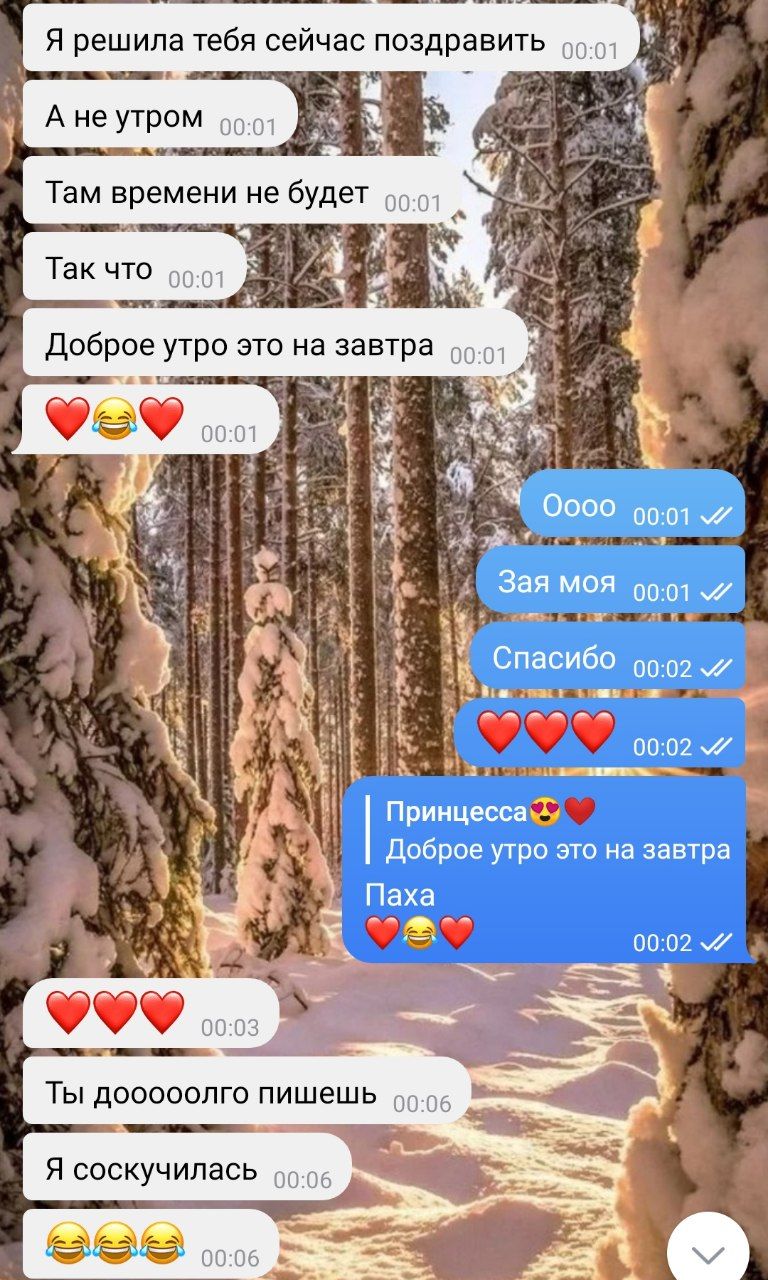 Я решила тебя сейчас поздравить 00:01
А не утром 00:01
Там времени не будет 00:01
Так что 00:01
Доброе утро это на завтра 00:01
❤️😂❤️ 00:01
Оооо 00:01
Зая моя 00:01
Спасибо 00:02
❤️❤️❤️ 00:02
Принцесса😍❤️
Доброе утро это на завтра
Паха
❤️😂❤️ 00:02
❤️❤️❤️ 00:03
Ты дооооолго пишешь 00:06
Я соскучилась 00:06
😂😂😂 00:06